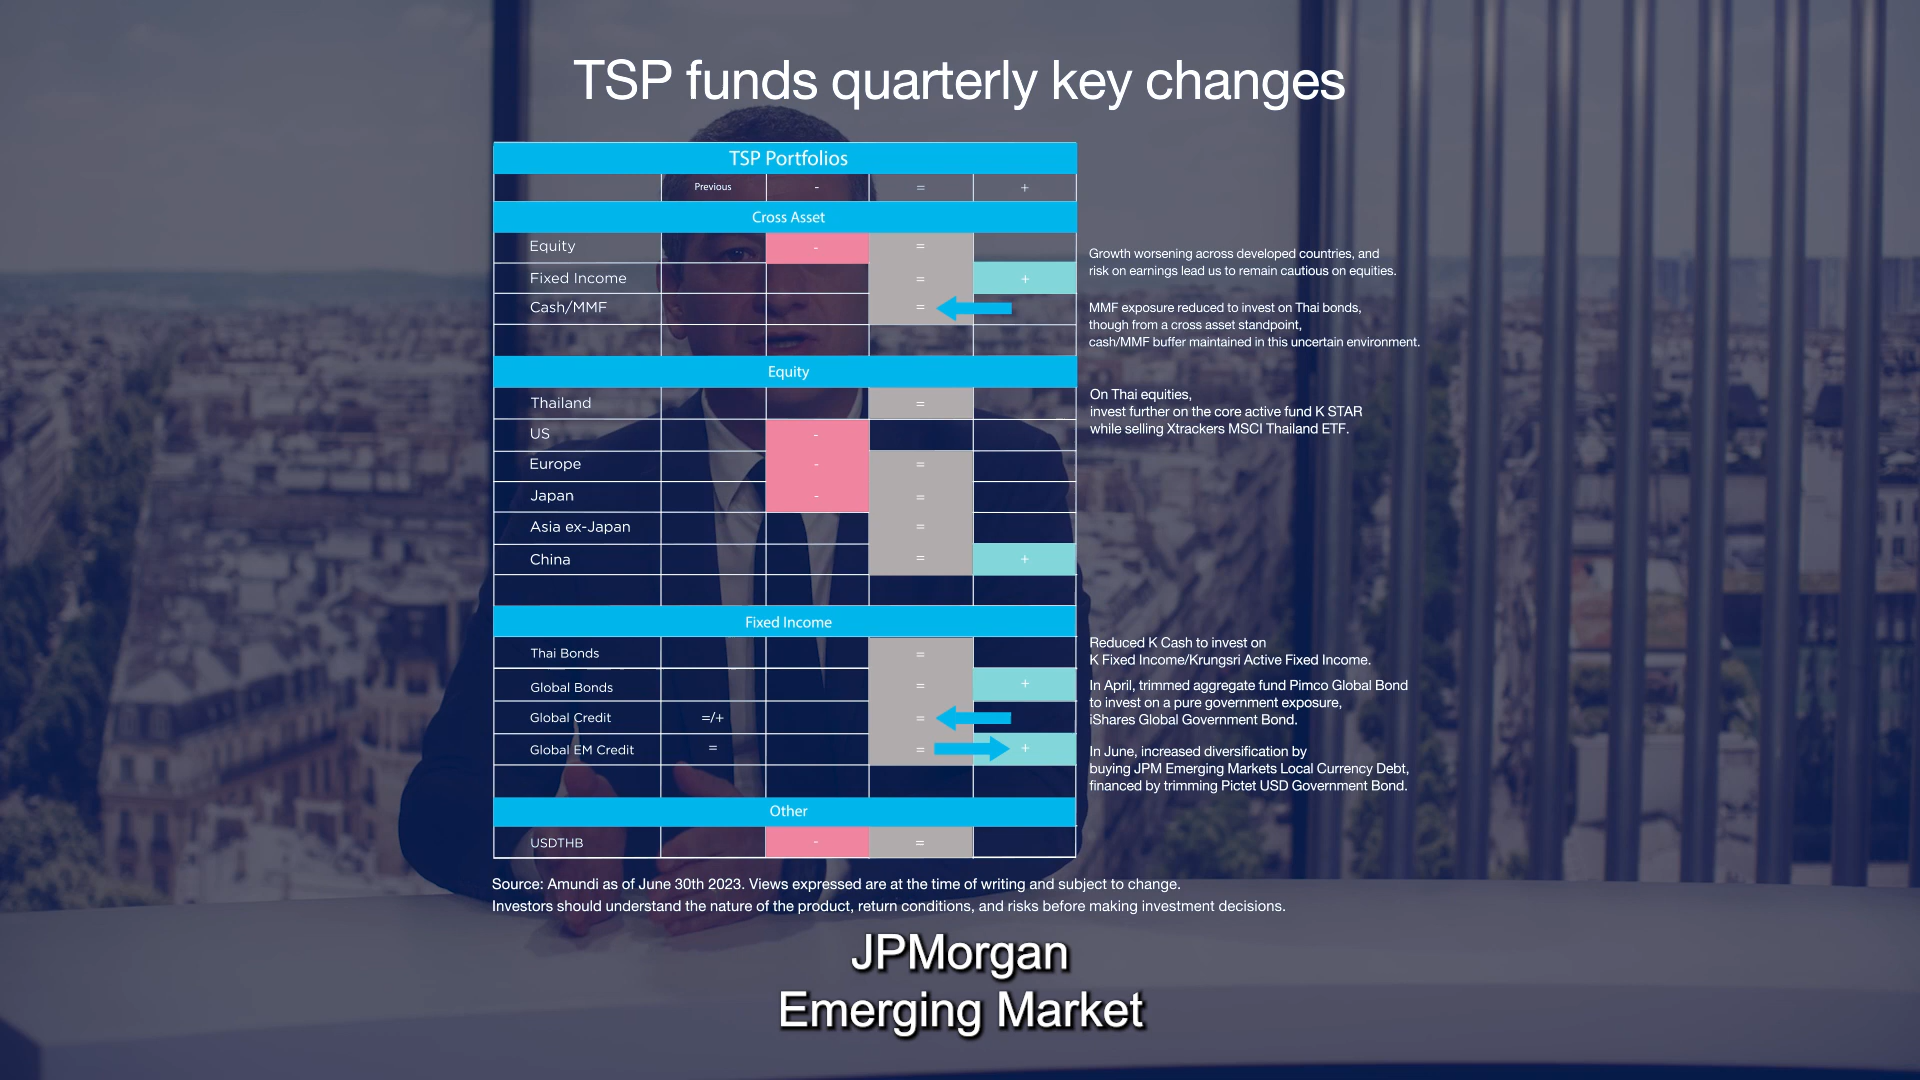 TSP funds quarterly key changes
TSP Portfolios
Previous - = +
Cross Asset
Equity - =
Fixed Income = +
Cash/MMF =
Growth worsening across developed countries, and
risk on earnings lead us to remain cautious on equities.
MMF exposure reduced to invest on Thai bonds,
though from a cross asset standpoint,
cash/MMF buffer maintained in this uncertain environment.
Equity
Thailand =
US -
Europe - =
Japan - =
Asia ex-Japan =
China = +
On Thai equities,
invest further on the core active fund K STAR
while selling Xtrackers MSCI Thailand ETF.
Fixed Income
Thai Bonds =
Global Bonds = +
Global Credit =/+ =
Global EM Credit = = +
Reduced K Cash to invest on
K Fixed Income/Krungsri Active Fixed Income.
In April, trimmed aggregate fund Pimco Global Bond
to invest on a pure government exposure,
iShares Global Government Bond.
In June, increased diversification by
buying JPM Emerging Markets Local Currency Debt,
financed by trimming Pictet USD Government Bond.
Other
USDTHB - =
Source: Amundi as of June 30th 2023. Views expressed are at the time of writing and subject to change.
Investors should understand the nature of the product, return conditions, and risks before making investment decisions.
JPMorgan
Emerging Market